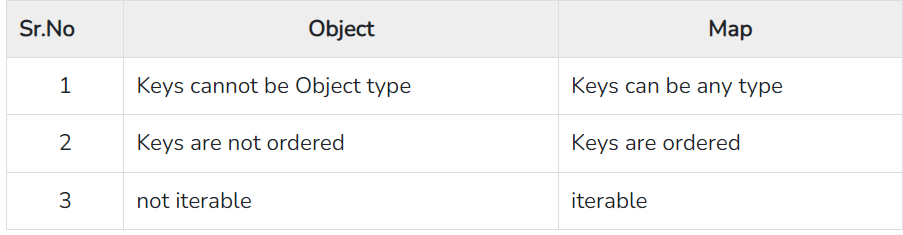 Sr.No Object Map
1 Keys cannot be Object type Keys can be any type
2 Keys are not ordered Keys are ordered
3 not iterable iterable